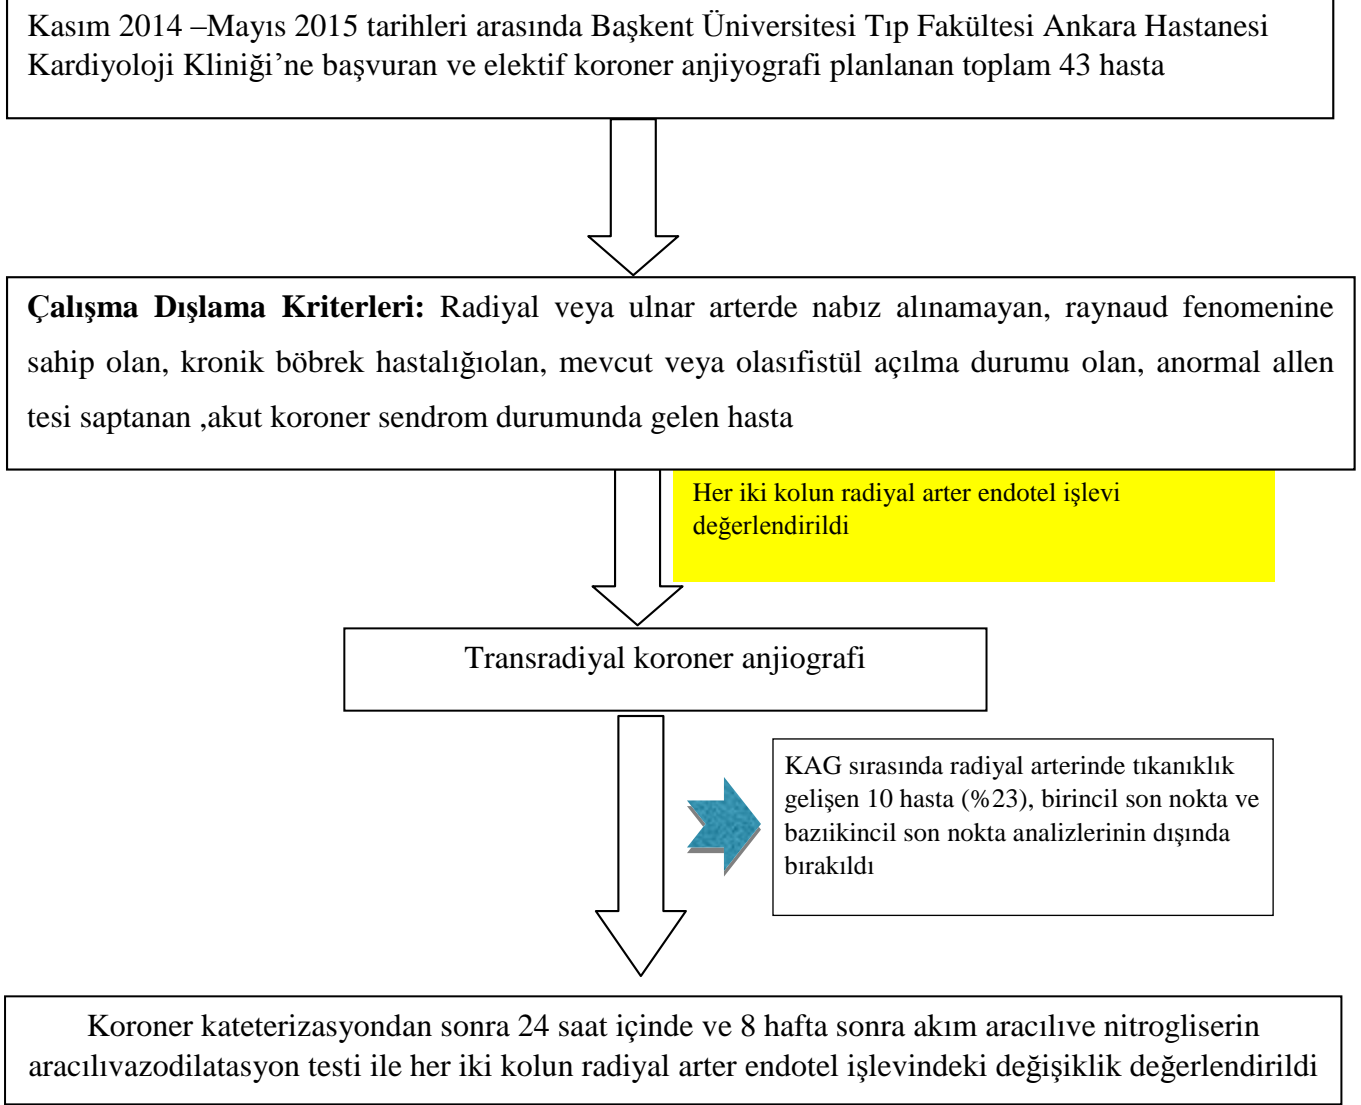 Kasım 2014 –Mayıs 2015 tarihleri arasında Başkent Üniversitesi Tıp Fakültesi Ankara Hastanesi
Kardiyoloji Kliniği’ne başvuran ve elektif koroner anjiyografi planlanan toplam 43 hasta
Çalışma Dışlama Kriterleri: Radiyal veya ulnar arterde nabız alınamayan, raynaud fenomenine
sahip olan, kronik böbrek hastalığıolan, mevcut veya olasıfistül açılma durumu olan, anormal allen
tesi saptanan ,akut koroner sendrom durumunda gelen hasta
Her iki kolun radiyal arter endotel işlevi
değerlendirildi
Transradiyal koroner anjiografi
KAG sırasında radiyal arterinde tıkanıklık
gelişen 10 hasta (%23), birincil son nokta ve
bazıikincil son nokta analizlerinin dışında
bırakıldı
Koroner kateterizasyondan sonra 24 saat içinde ve 8 hafta sonra akım aracılıve nitrogliserin
aracılıvazodilatasyon testi ile her iki kolun radiyal arter endotel işlevindeki değişiklik değerlendirildi